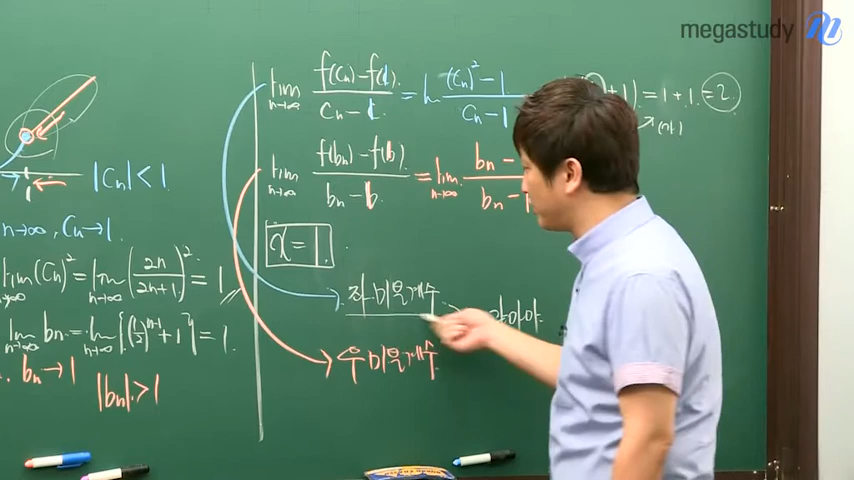 megastudy
lim n→∞ f(Cn)-f(1) / Cn-1 = lim (Cn)²-1 / Cn-1
+1) = 1+1 = 2
lim n→∞ f(bn)-f(b) / bn-b = lim n→∞ bn- / bn-1
|Cn|<1
1
n→∞, Cn→1.
x=1.
lim n→∞ (Cn)² = lim n→∞ (2n / 2n+1)² = 1
좌미분계수
lim n→∞ bn = lim n→∞ {(1/2)ⁿ⁺¹+1} = 1.
우미분계수
bn→1
|bn|>1